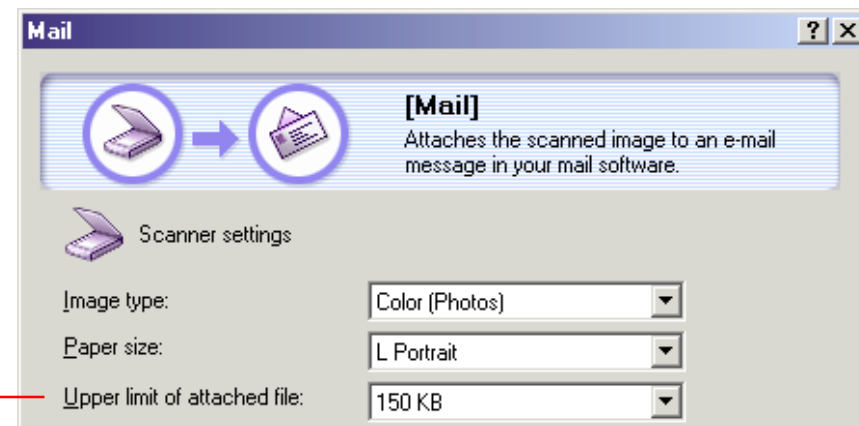 Mail
[Mail]
Attaches the scanned image to an e-mail
message in your mail software.
Scanner settings
Image type: Color (Photos)
Paper size: L Portrait
Upper limit of attached file: 150 KB